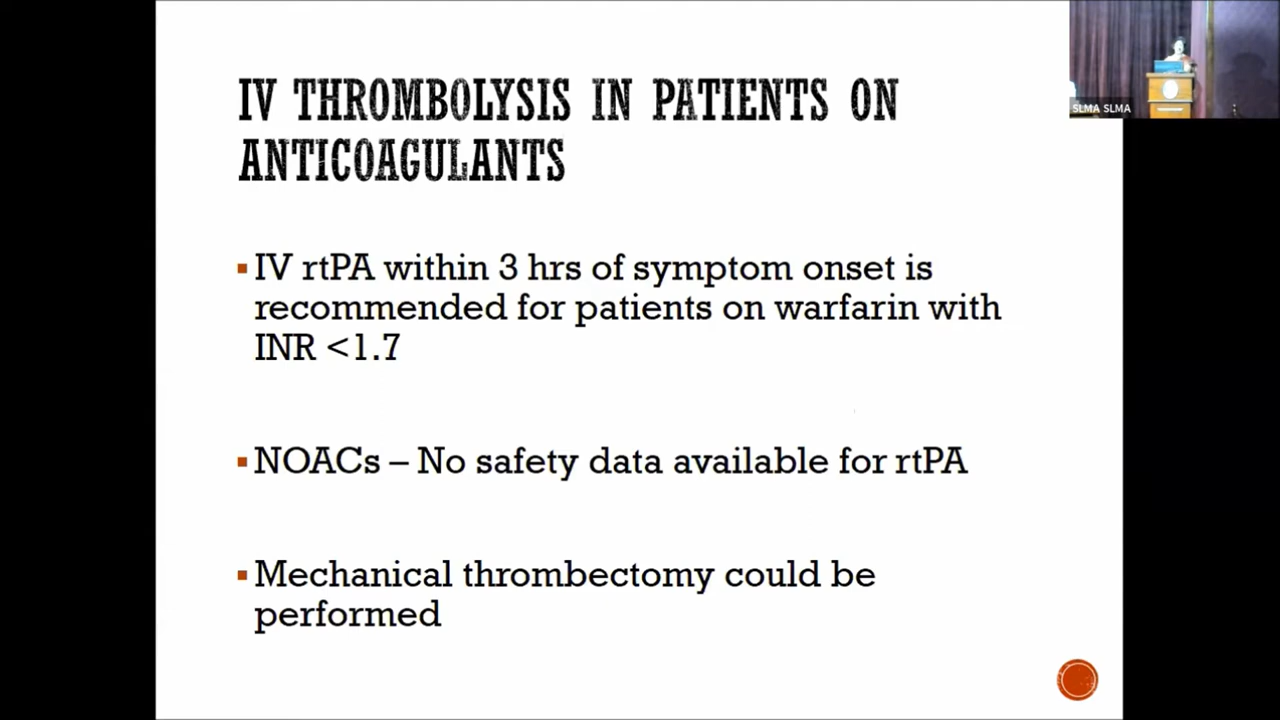 IV THROMBOLYSIS IN PATIENTS ON
ANTICOAGULANTS
IV rtPA within 3 hrs of symptom onset is
recommended for patients on warfarin with
INR <1.7
NOACs – No safety data available for rtPA
Mechanical thrombectomy could be
performed
SLMA SLMA